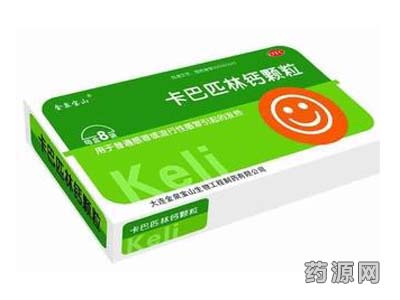 金泉宝山®
OTC
卡巴匹林钙颗粒
每盒8袋
用于普通感冒或流行性感冒引起的发热
Keli
大连金泉宝山生物工程制药有限公司
卡巴匹林钙颗粒
Keli
药源网